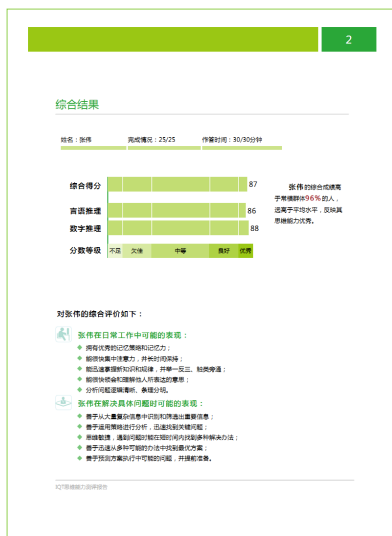 2
综合结果
姓名：张伟 完成情况：25/25 作答时间：30/30分钟
综合得分 87
言语推理 86
数字推理 88
分数等级 不足 欠佳 中等 良好 优秀
张伟的综合成绩高
于常模群体96%的人，
远高于平均水平，反映其
思维能力优秀。
对张伟的综合评价如下：
张伟在日常工作中可能的表现：
拥有优秀的记忆策略和记忆力；
能很快集中注意力，并长时间保持；
能迅速掌握新知识和规律，并举一反三、触类旁通；
能很快领会和理解他人所表达的意思；
分析问题逻辑清晰、条理分明。
张伟在解决具体问题时可能的表现：
善于从大量复杂信息中识别和筛选出重要信息；
善于运用策略进行分析，迅速找到关键问题；
思维敏捷，遇到问题时能在短时间内找到多种解决办法；
善于迅速从多种可能的办法中找到最优方案；
善于预测方案执行中可能的问题，并提前准备。